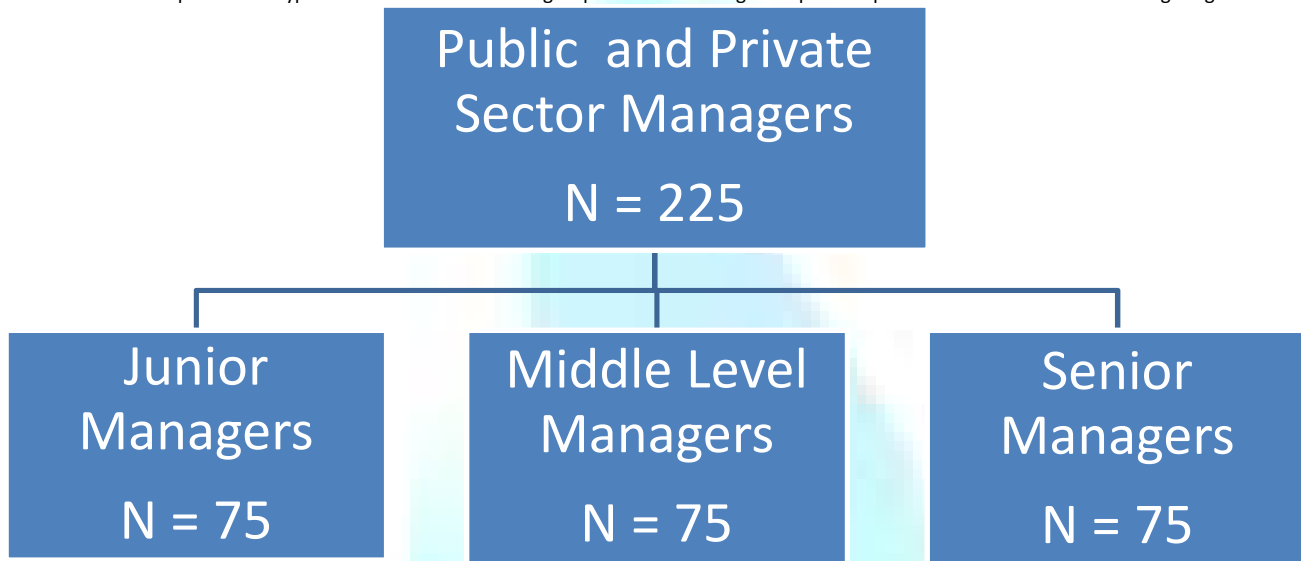 Public and Private
Sector Managers
N = 225
Junior
Managers
N = 75
Middle Level
Managers
N = 75
Senior
Managers
N = 75